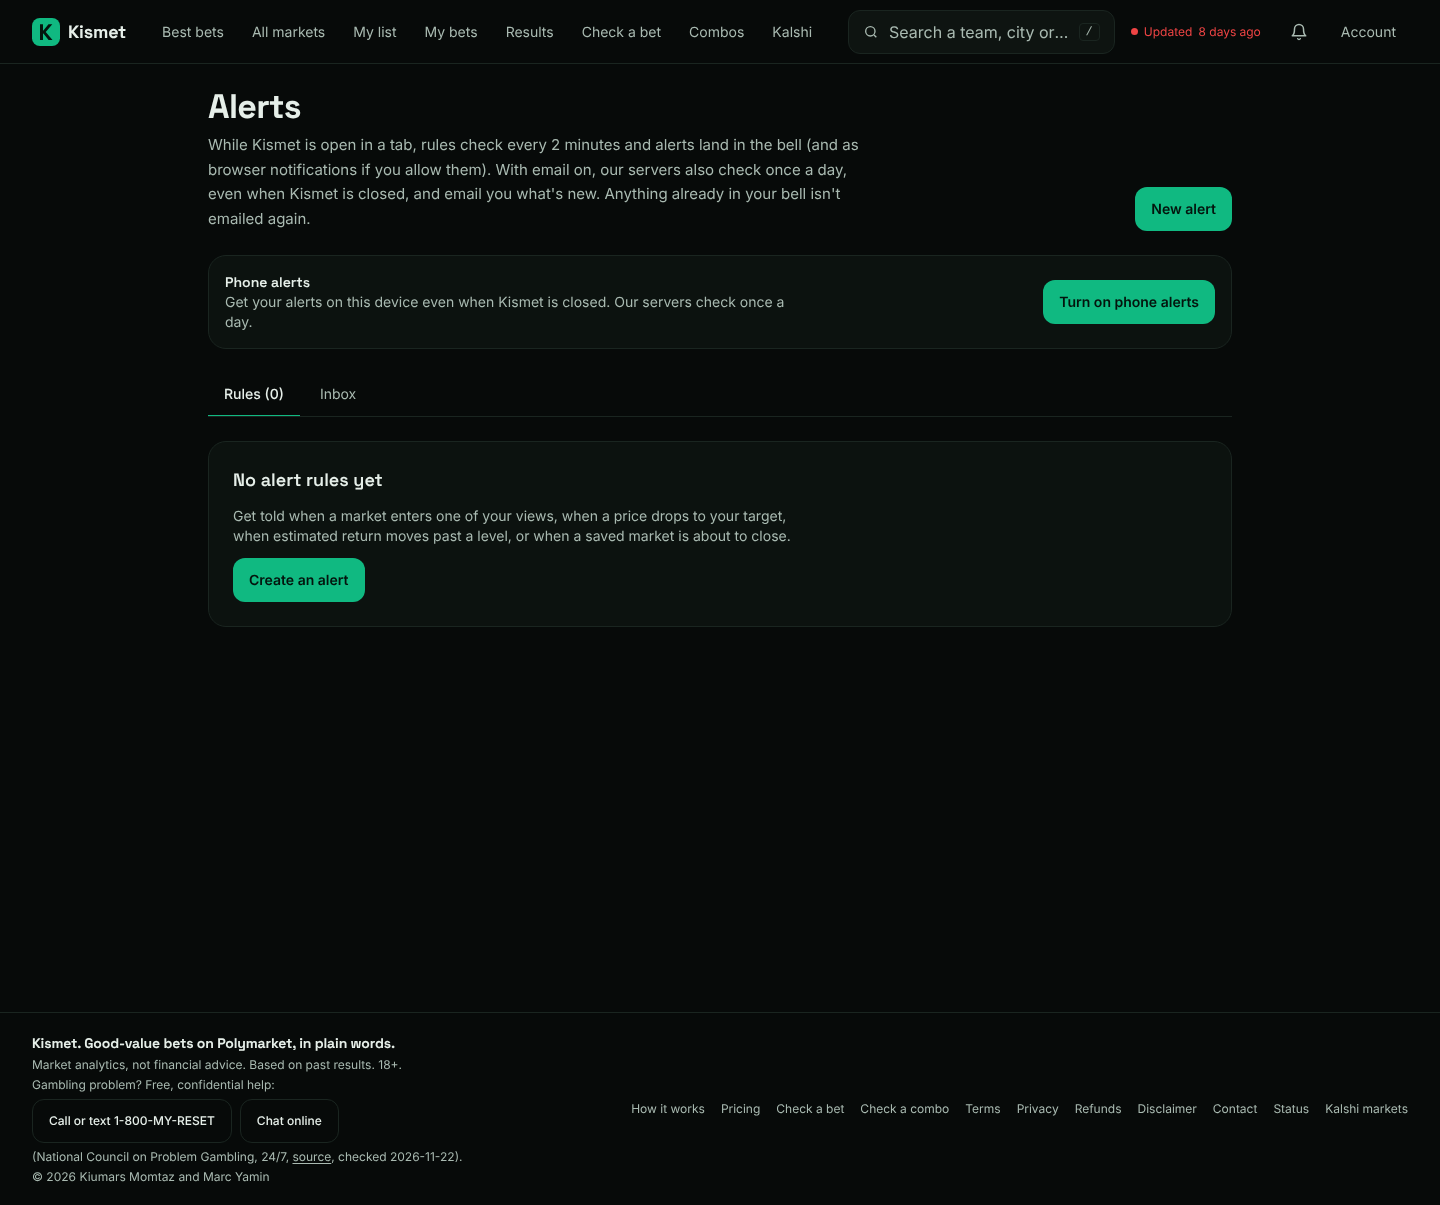 K Kismet Best bets All markets My list My bets Results Check a bet Combos Kalshi Search a team, city or... / Updated 8 days ago Account
Alerts
While Kismet is open in a tab, rules check every 2 minutes and alerts land in the bell (and as
browser notifications if you allow them). With email on, our servers also check once a day,
even when Kismet is closed, and email you what's new. Anything already in your bell isn't
emailed again.
New alert
Phone alerts
Get your alerts on this device even when Kismet is closed. Our servers check once a
day.
Turn on phone alerts
Rules (0) Inbox
No alert rules yet
Get told when a market enters one of your views, when a price drops to your target,
when estimated return moves past a level, or when a saved market is about to close.
Create an alert
Kismet. Good-value bets on Polymarket, in plain words.
Market analytics, not financial advice. Based on past results. 18+.
Gambling problem? Free, confidential help:
Call or text 1-800-MY-RESET Chat online
(National Council on Problem Gambling, 24/7, source, checked 2026-11-22).
© 2026 Kiumars Momtaz and Marc Yamin
How it works Pricing Check a bet Check a combo Terms Privacy Refunds Disclaimer Contact Status Kalshi markets